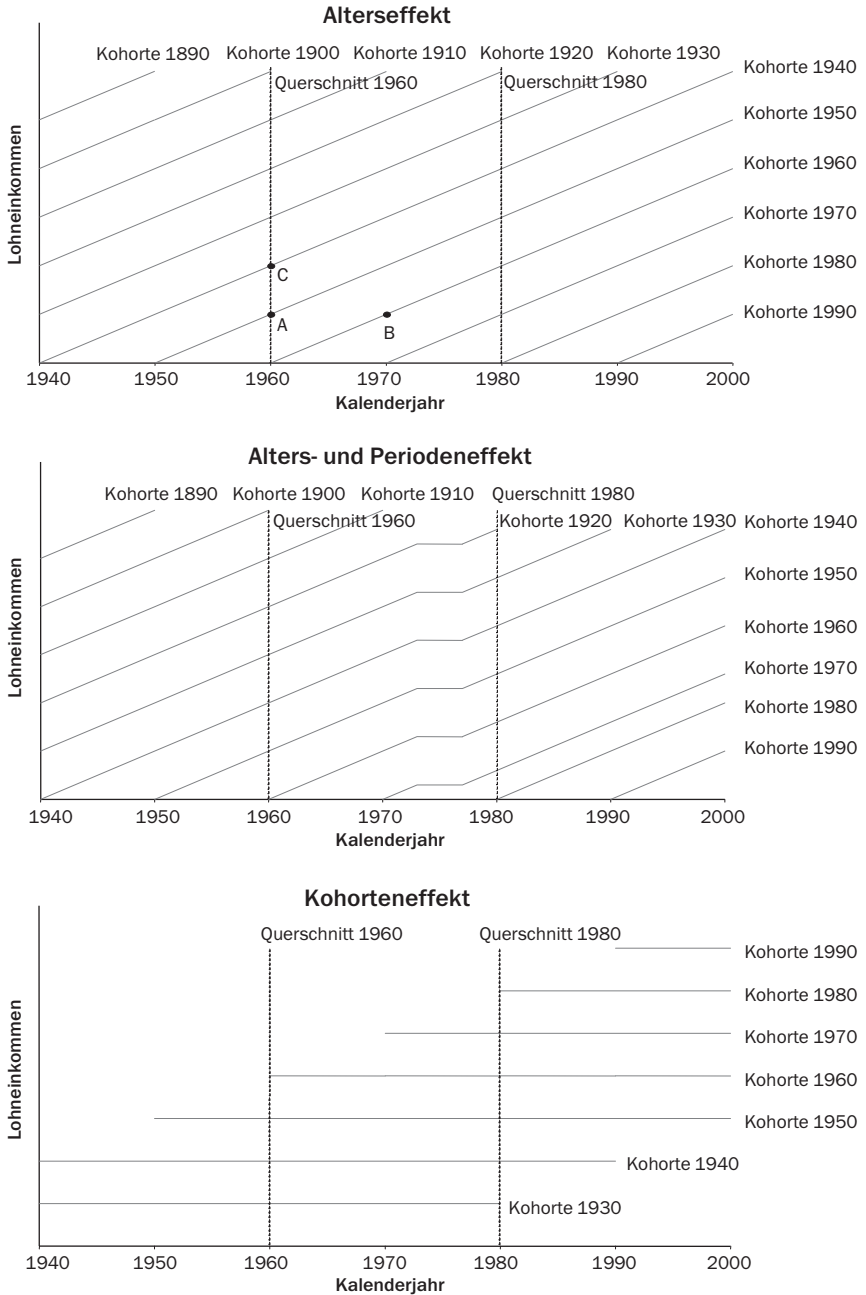 Alterseffekt
Kohorte 1890 Kohorte 1900 Kohorte 1910 Kohorte 1920 Kohorte 1930
Kohorte 1940
Querschnitt 1960 Querschnitt 1980
Kohorte 1950
Kohorte 1960
Kohorte 1970
Kohorte 1980
Kohorte 1990
Lohneinkommen
C
A
B
1940 1950 1960 1970 1980 1990 2000
Kalenderjahr
Alters- und Periodeneffekt
Kohorte 1890 Kohorte 1900 Kohorte 1910 Querschnitt 1980
Querschnitt 1960 Kohorte 1920 Kohorte 1930 Kohorte 1940
Kohorte 1950
Kohorte 1960
Kohorte 1970
Kohorte 1980
Kohorte 1990
Lohneinkommen
1940 1950 1960 1970 1980 1990 2000
Kalenderjahr
Kohorteneffekt
Querschnitt 1960 Querschnitt 1980
Kohorte 1990
Kohorte 1980
Kohorte 1970
Kohorte 1960
Kohorte 1950
Kohorte 1940
Kohorte 1930
Lohneinkommen
1940 1950 1960 1970 1980 1990 2000
Kalenderjahr